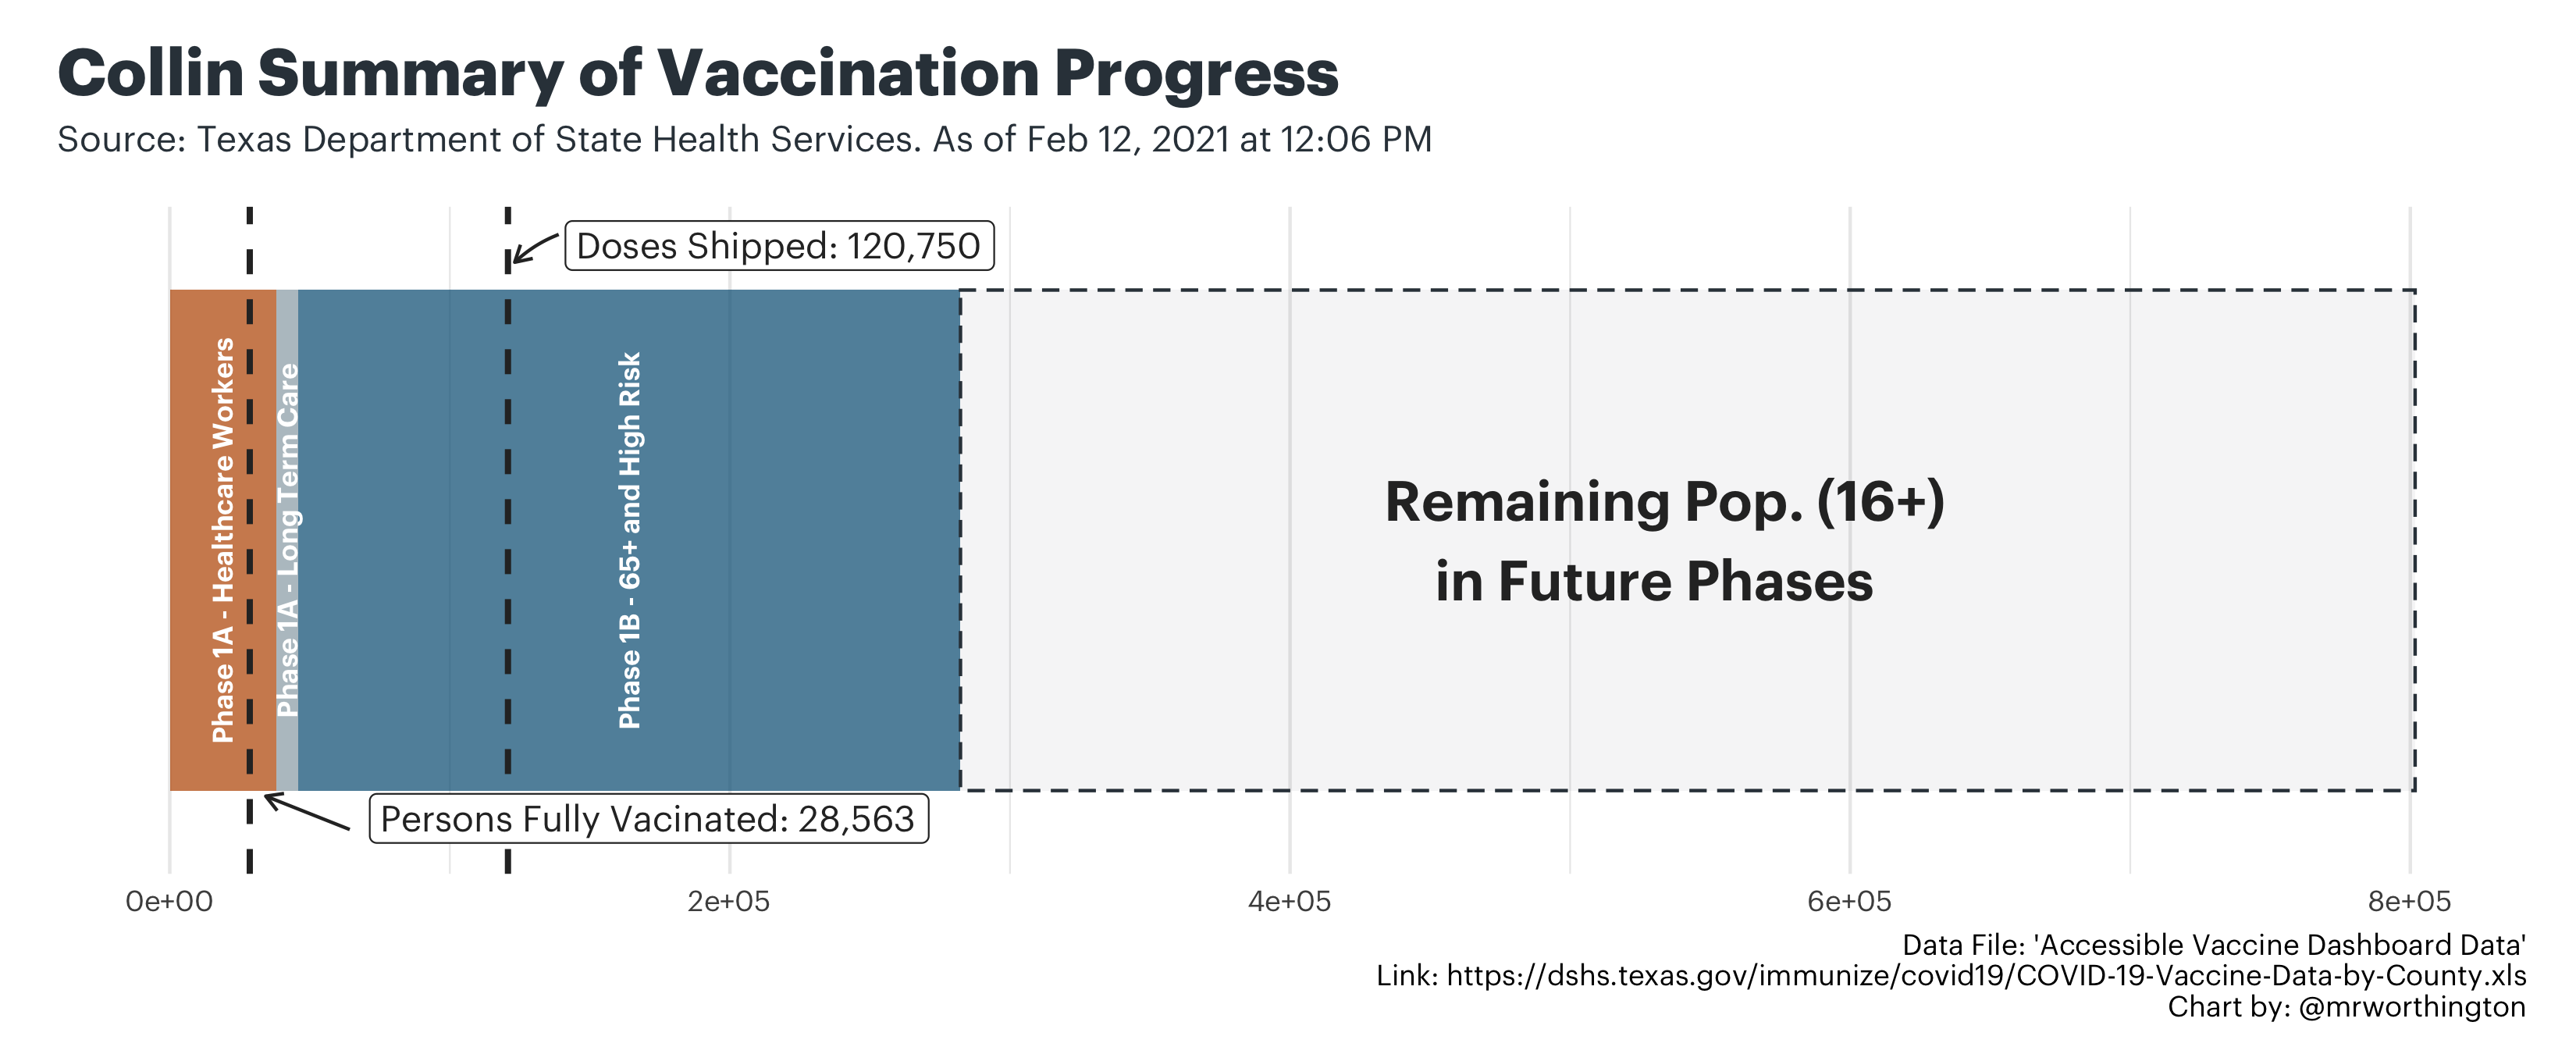 Collin Summary of Vaccination Progress
Source: Texas Department of State Health Services. As of Feb 12, 2021 at 12:06 PM
Doses Shipped: 120,750
Phase 1A - Healthcare Workers
Phase 1A - Long Term Care
Phase 1B - 65+ and High Risk
Remaining Pop. (16+)
in Future Phases
Persons Fully Vacinated: 28,563
0e+00
2e+05
4e+05
6e+05
8e+05
Data File: 'Accessible Vaccine Dashboard Data'
Link: https://dshs.texas.gov/immunize/covid19/COVID-19-Vaccine-Data-by-County.xls
Chart by: @mrworthington